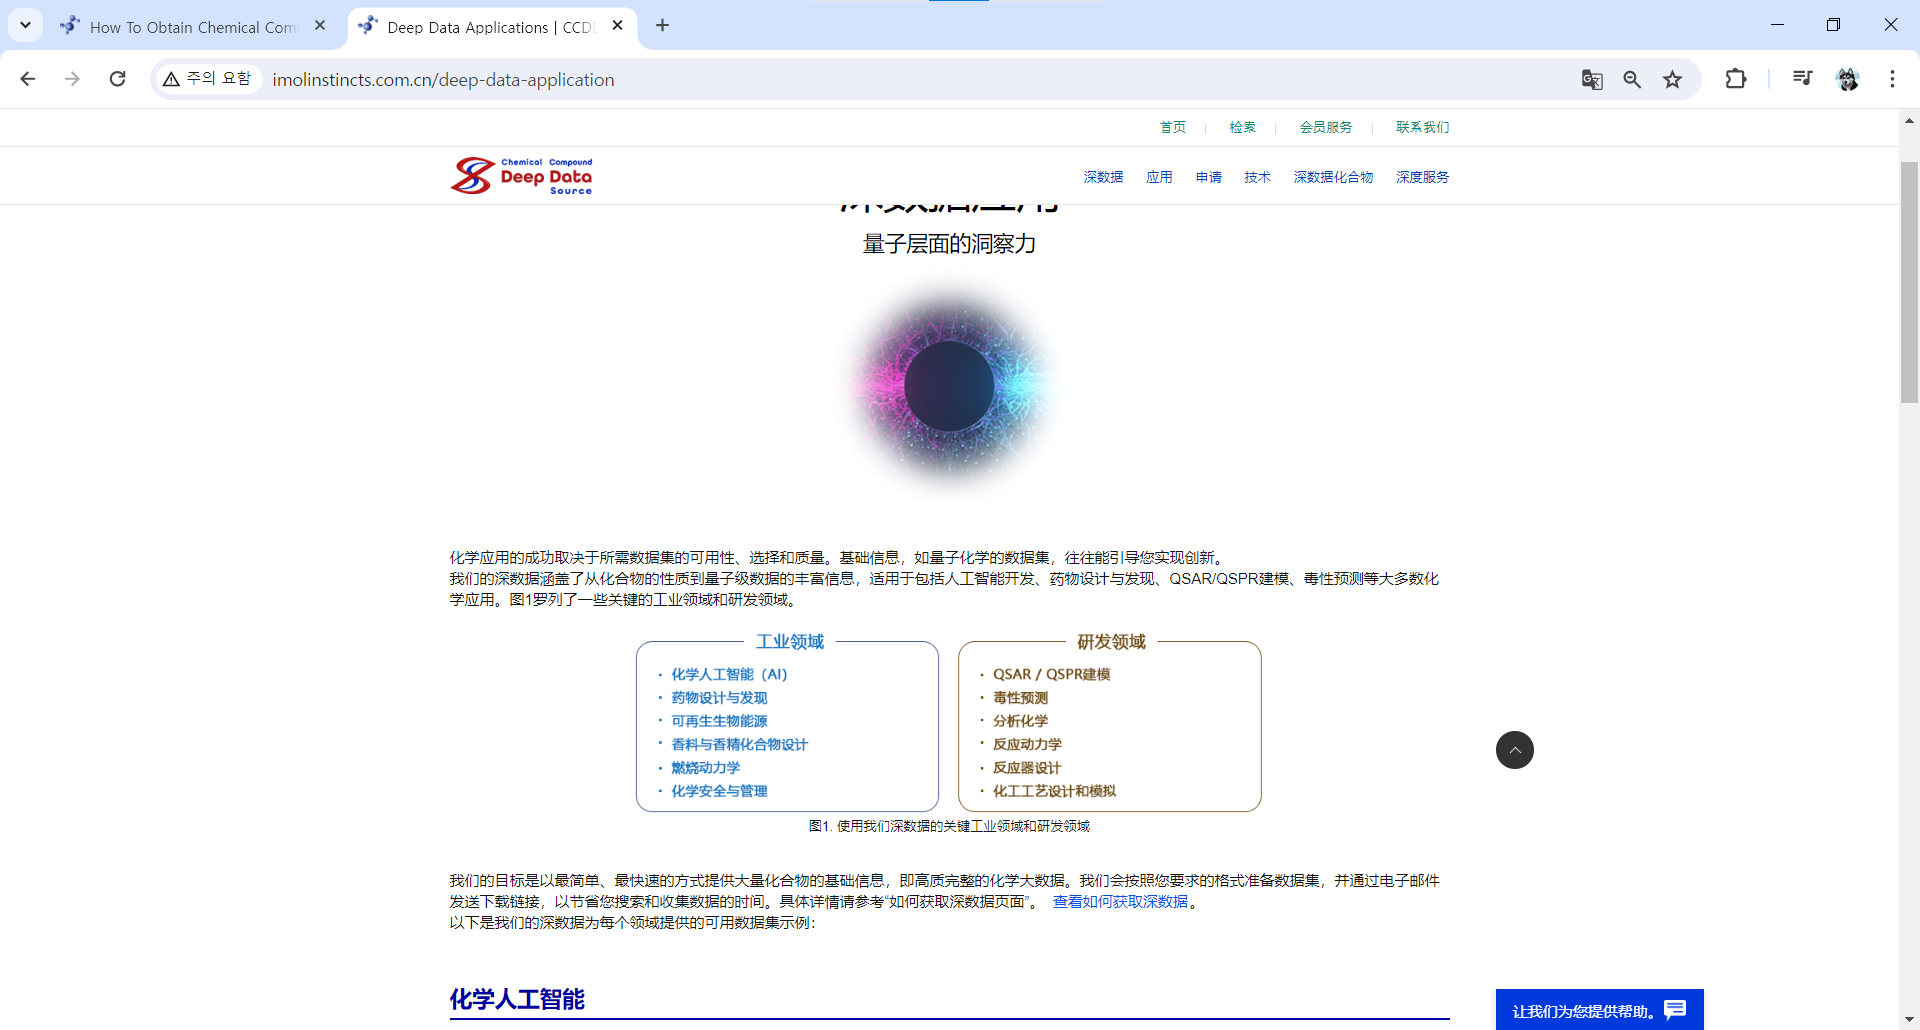 How To Obtain Chemical Com
Deep Data Applications | CCD
주의 요함
imolinstincts.com.cn/deep-data-application
首页 检索 会员服务 联系我们
Chemical Compound
Deep Data
Source
深数据 应用 申请 技术 深数据化合物 深度服务
深数据应用
量子层面的洞察力
化学应用的成功取决于所需数据集的可用性、选择和质量。基础信息，如量子化学的数据集，往往能引导您实现创新。
我们的深数据涵盖了从化合物的性质到量子级数据的丰富信息，适用于包括人工智能开发、药物设计与发现、QSAR/QSPR建模、毒性预测等大多数化
学应用。图1罗列了一些关键的工业领域和研发领域。
工业领域
· 化学人工智能（AI）
· 药物设计与发现
· 可再生生物能源
· 香料与香精化合物设计
· 燃烧动力学
· 化学安全与管理
研发领域
· QSAR / QSPR建模
· 毒性预测
· 分析化学
· 反应动力学
· 反应器设计
· 化工工艺设计和模拟
图1. 使用我们深数据的关键工业领域和研发领域
我们的目标是以最简单、最快速的方式提供大量化合物的基础信息，即高质完整的化学大数据。我们会按照您要求的格式准备数据集，并通过电子邮件
发送下载链接，以节省您搜索和收集数据的时间。具体详情请参考“如何获取深数据页面”。 查看如何获取深数据。
以下是我们的深数据为每个领域提供的可用数据集示例：
化学人工智能
让我们为您提供帮助。